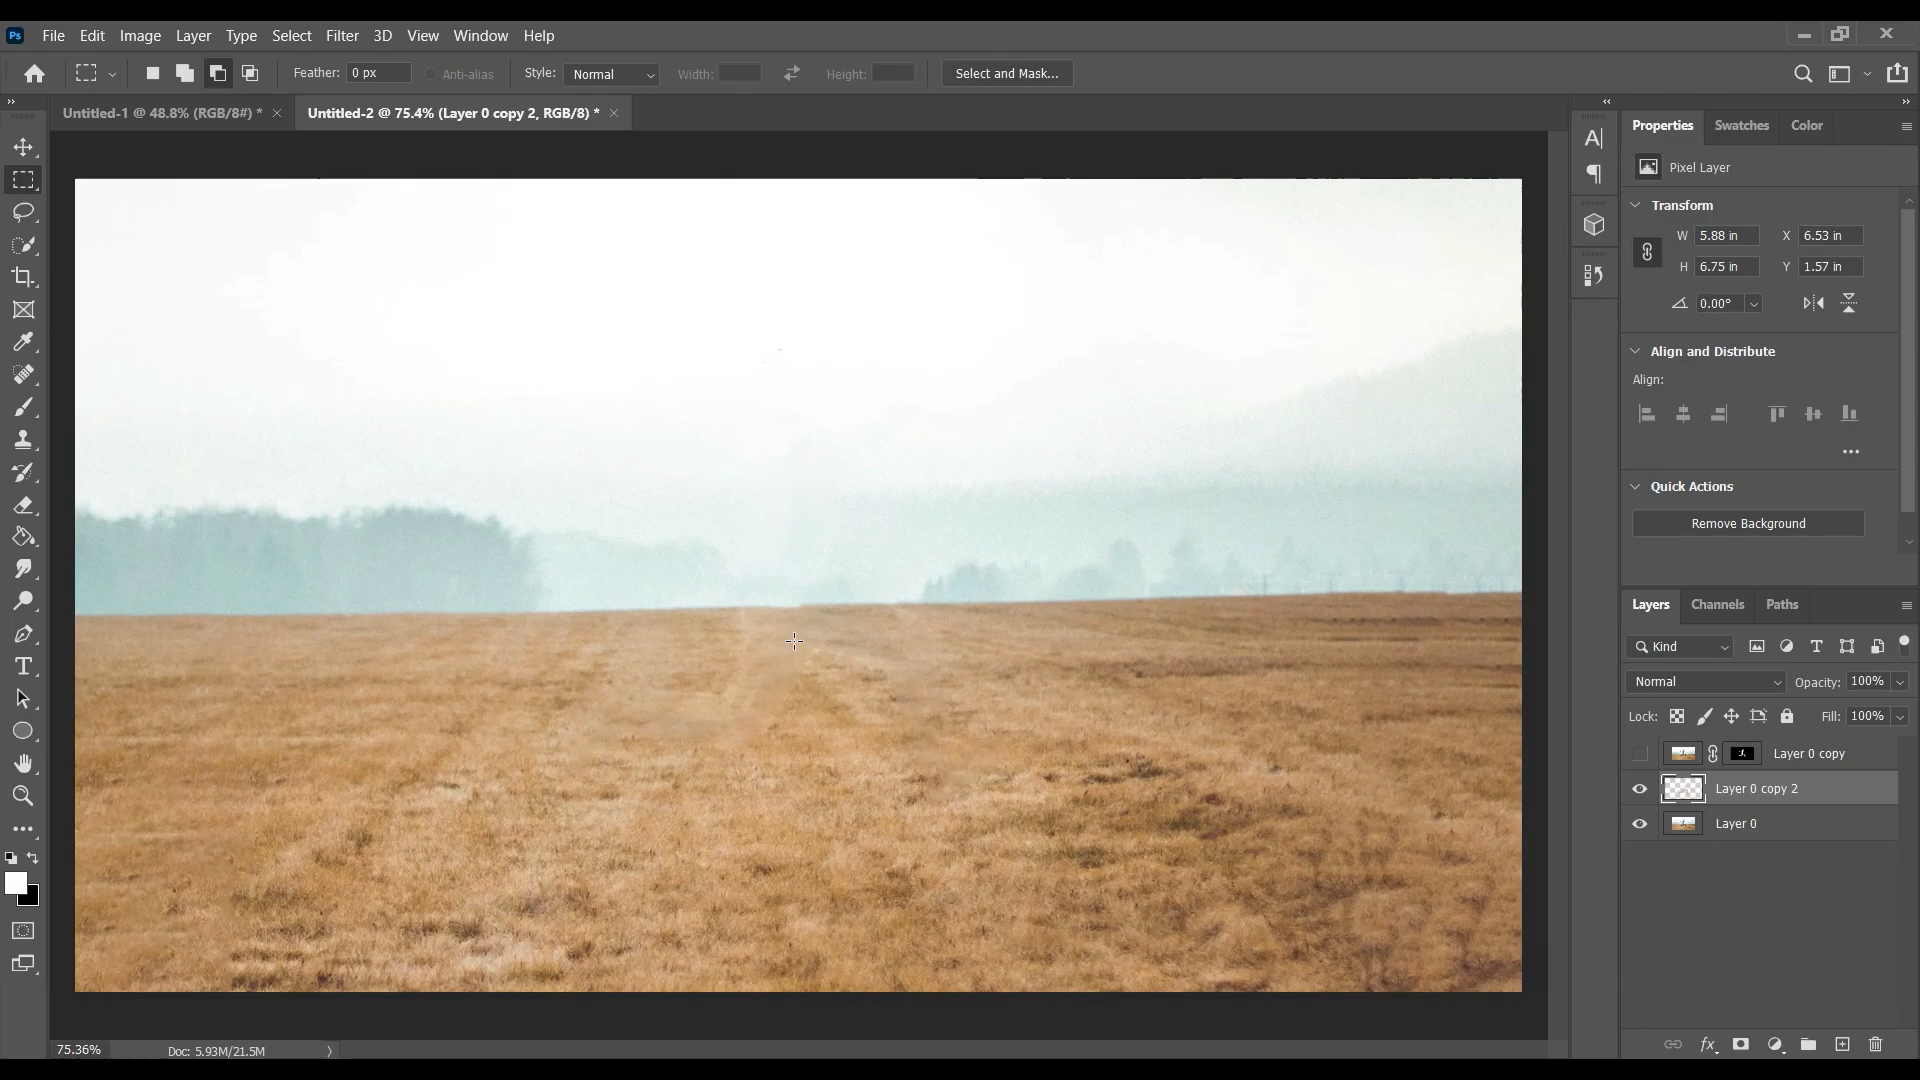 Ps File Edit Image Layer Type Select Filter 3D View Window Help
Feather: 0 px Anti-alias Style: Normal Width: Height: Select and Mask...
Untitled-1 @ 48.8% (RGB/8#) * Untitled-2 @ 75.4% (Layer 0 copy 2, RGB/8) *
Properties Swatches Color
Pixel Layer
Transform
W 5.88 in X 6.53 in
H 6.75 in Y 1.57 in
0.00°
Align and Distribute
Align:
Quick Actions
Remove Background
Layers Channels Paths
Kind
Normal Opacity: 100%
Lock: Fill: 100%
Layer 0 copy
Layer 0 copy 2
Layer 0
fx
75.36% Doc: 5.93M/21.5M